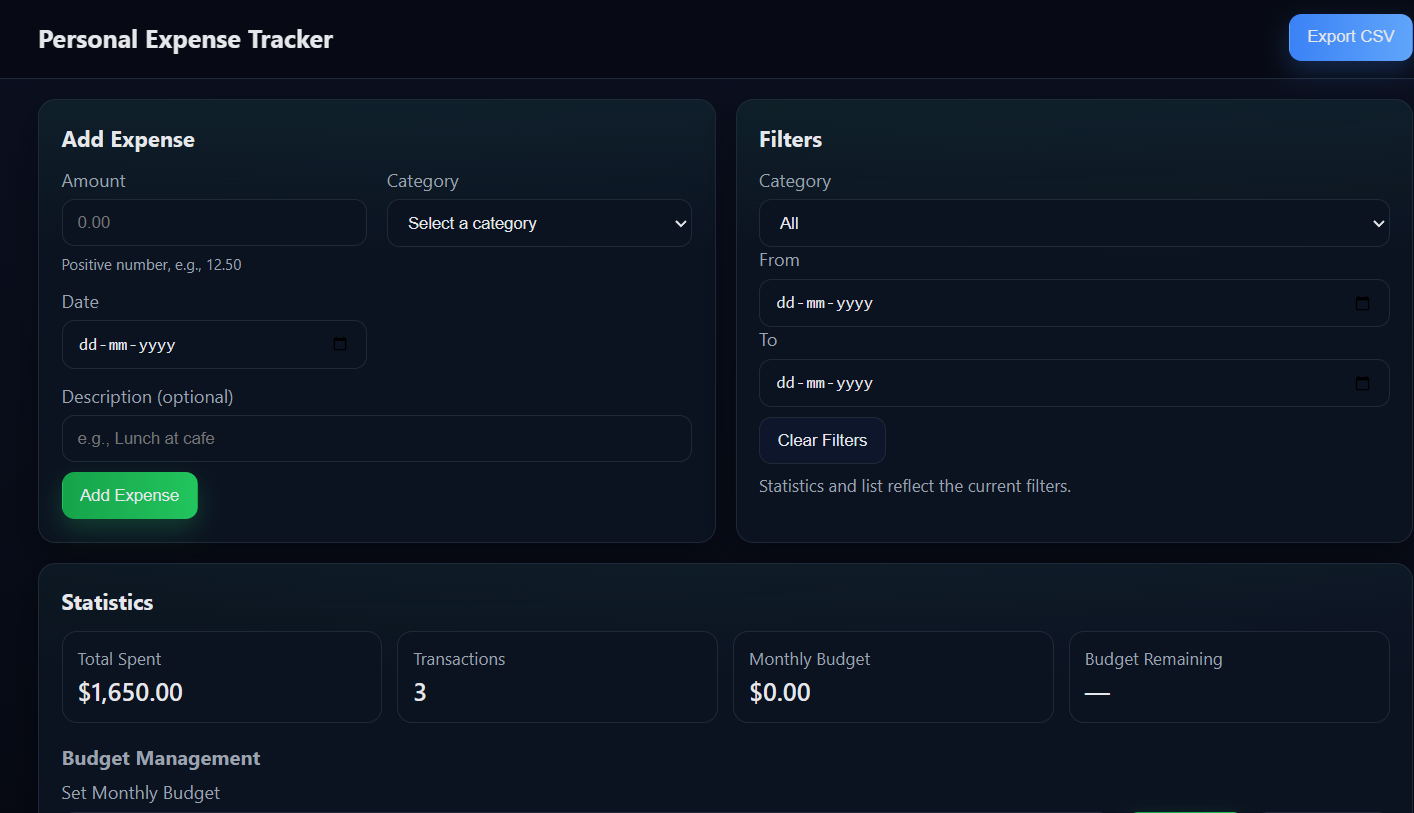 Personal Expense Tracker
Export CSV
Add Expense
Amount
Category
0.00
Select a category
Positive number, e.g., 12.50
Date
dd-mm-yyyy
Description (optional)
e.g., Lunch at cafe
Add Expense
Filters
Category
All
From
dd-mm-yyyy
To
dd-mm-yyyy
Clear Filters
Statistics and list reflect the current filters.
Statistics
Total Spent
$1,650.00
Transactions
3
Monthly Budget
$0.00
Budget Remaining
—
Budget Management
Set Monthly Budget